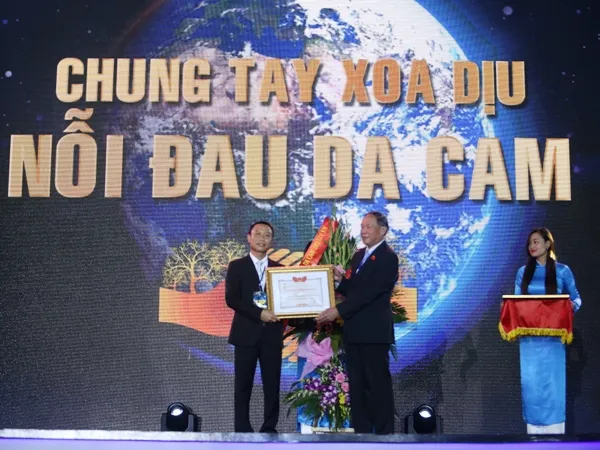 CHUNG TAY XOA DỊU
NỖI ĐAU DA CAM